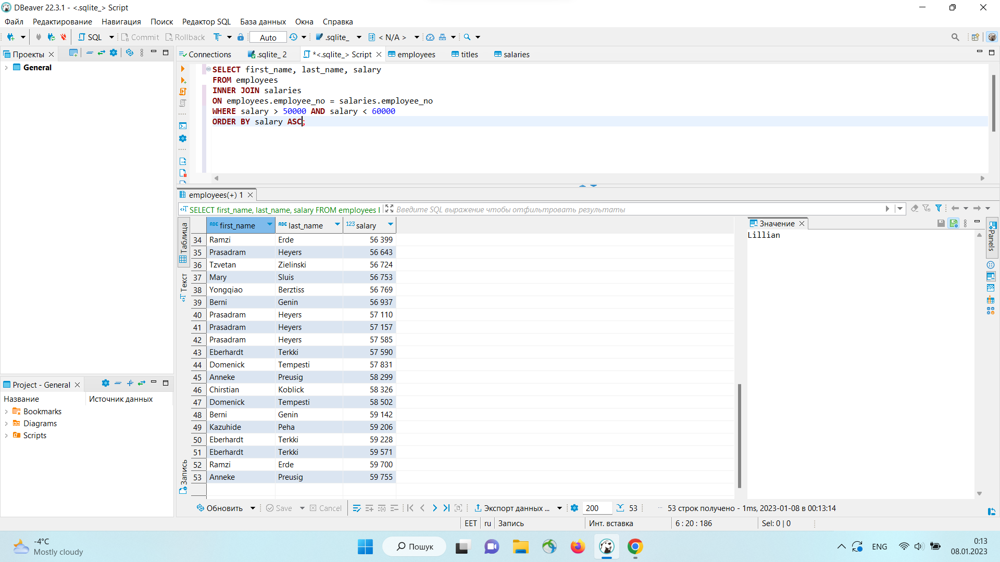 DBeaver 22.3.1 - <.sqlite_> Script
Файл Редактирование Навигация Поиск Редактор SQL База данных Окна Справка
SQL Commit Rollback Auto .sqlite_ < N/A >
Проекты
General
Connections .sqlite_ 2 *<.sqlite_> Script employees titles salaries
SELECT first_name, last_name, salary
FROM employees
INNER JOIN salaries
ON employees.employee_no = salaries.employee_no
WHERE salary > 50000 AND salary < 60000
ORDER BY salary ASC;
employees(+) 1
SELECT first_name, last_name, salary FROM employees I Введите SQL выражение чтобы отфильтровать результаты
Таблица
Текст
Запись
ABC first_name ABC last_name 123 salary
34 Ramzi Erde 56 399
35 Prasadram Heyers 56 643
36 Tzvetan Zielinski 56 724
37 Mary Sluis 56 753
38 Yongqiao Berztiss 56 769
39 Berni Genin 56 937
40 Prasadram Heyers 57 110
41 Prasadram Heyers 57 157
42 Prasadram Heyers 57 585
43 Eberhardt Terkki 57 590
44 Domenick Tempesti 57 831
45 Anneke Preusig 58 299
46 Chirstian Koblick 58 326
47 Domenick Tempesti 58 502
48 Berni Genin 59 142
49 Kazuhide Peha 59 206
50 Eberhardt Terkki 59 228
51 Eberhardt Terkki 59 571
52 Ramzi Erde 59 700
53 Anneke Preusig 59 755
Значение
Lillian
Panels
Project - General
Название Источник данных
Bookmarks
Diagrams
Scripts
Обновить Save Cancel Экспорт данных ... 200 53 53 строк получено - 1ms, 2023-01-08 в 00:13:14
EET ru Запись Инт. вставка 6 : 20 : 186 Sel: 0 | 0
-4°C
Mostly cloudy
Пошук
ENG
0:13
08.01.2023